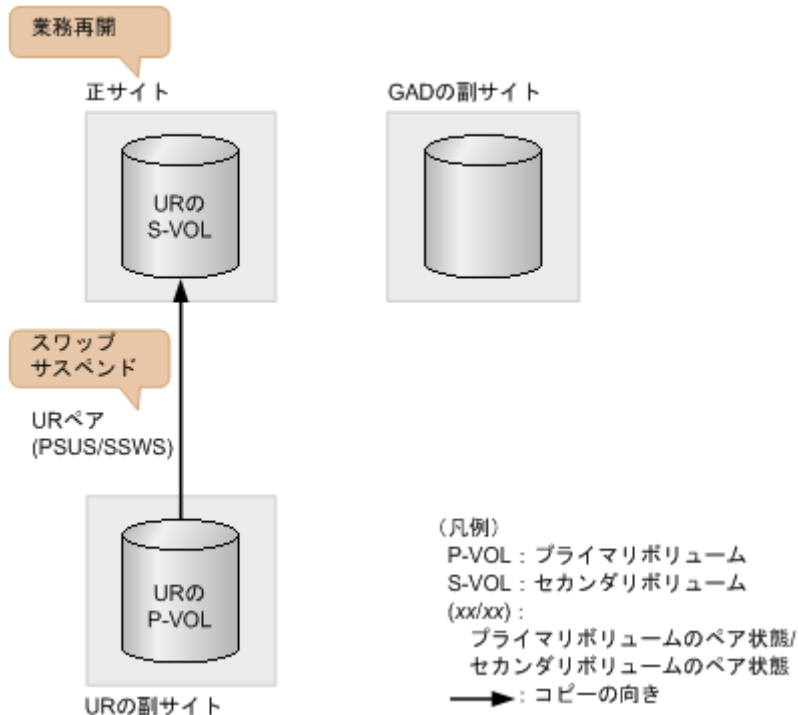 業務再開
正サイト
GADの副サイト
URの
S-VOL
スワップ
サスペンド
URペア
(PSUS/SSWS)
URの
P-VOL
URの副サイト
（凡例）
P-VOL：プライマリボリューム
S-VOL：セカンダリボリューム
(xx/xx)：
プライマリボリュームのペア状態/
セカンダリボリュームのペア状態
：コピーの向き